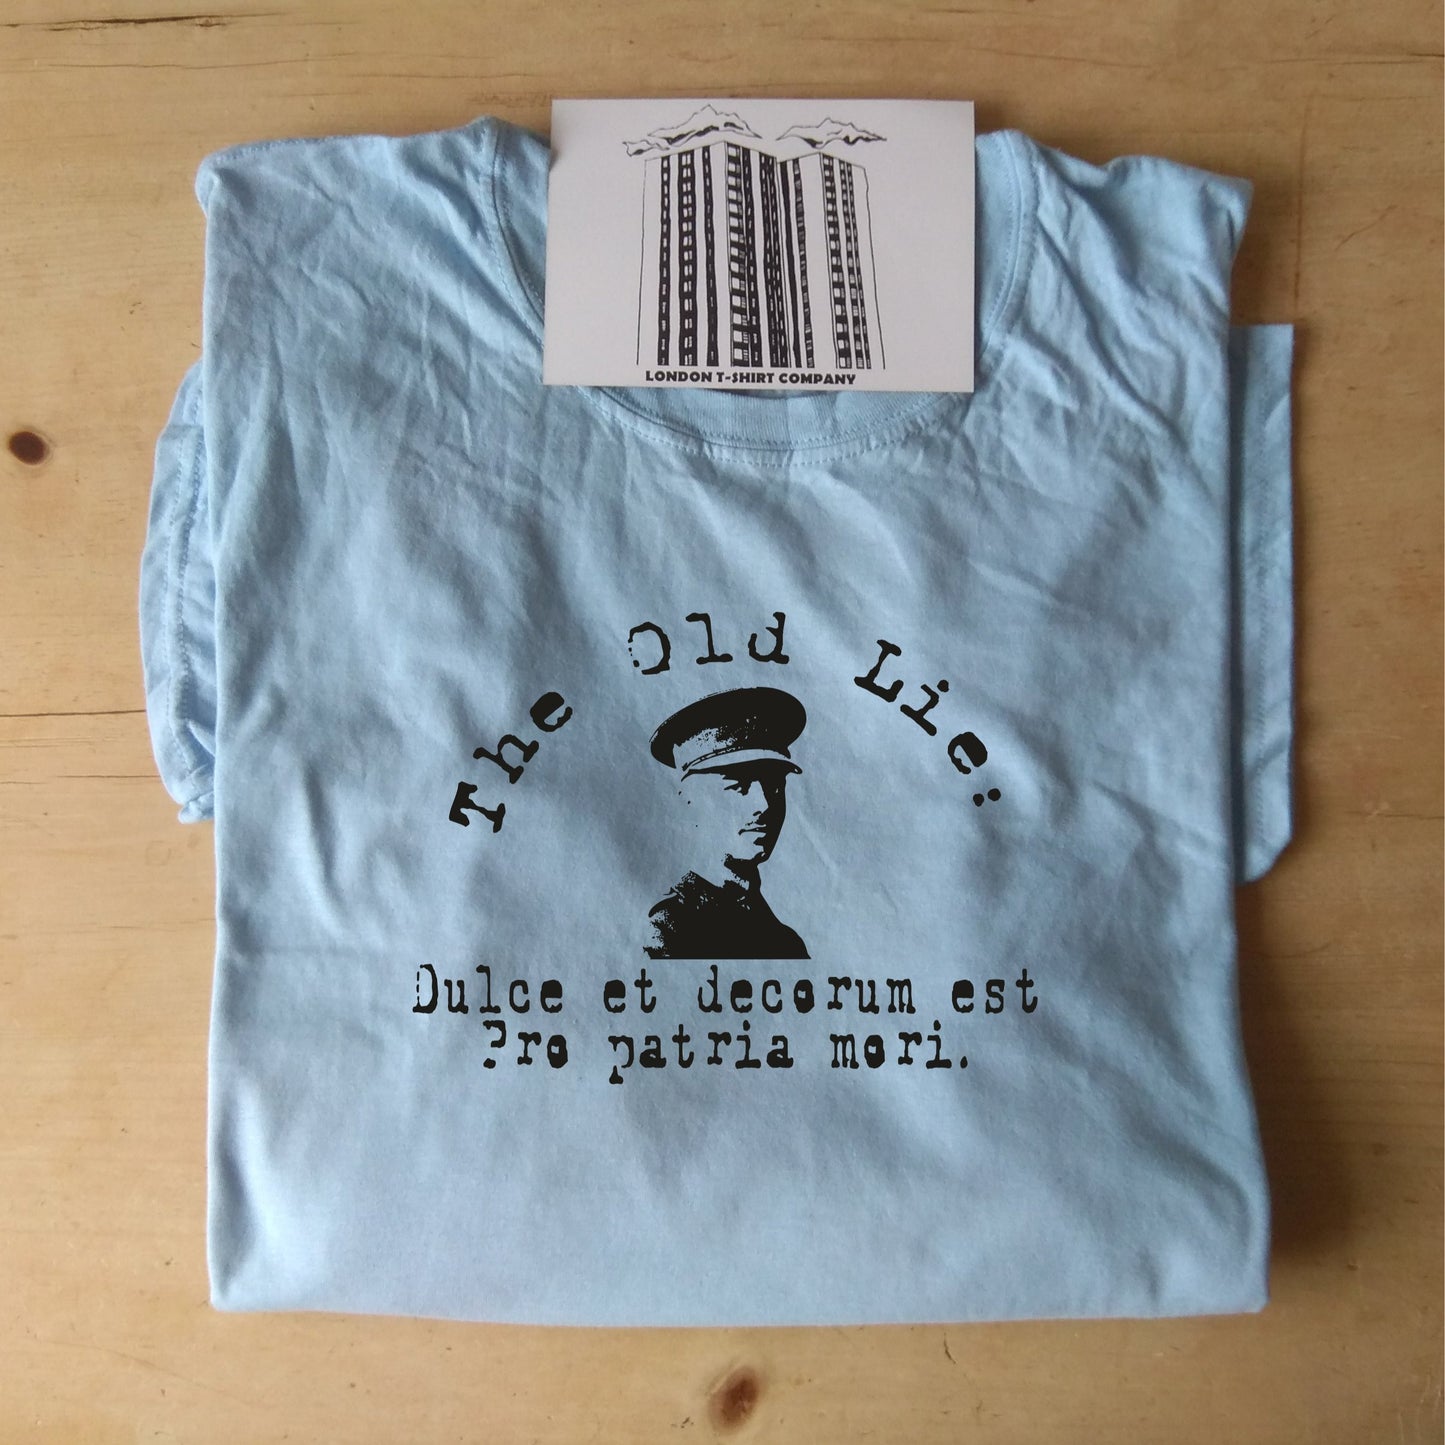 LONDON T-SHIRT COMPANY
The Old Lie:
Dulce et decorum est
Pro patria mori.